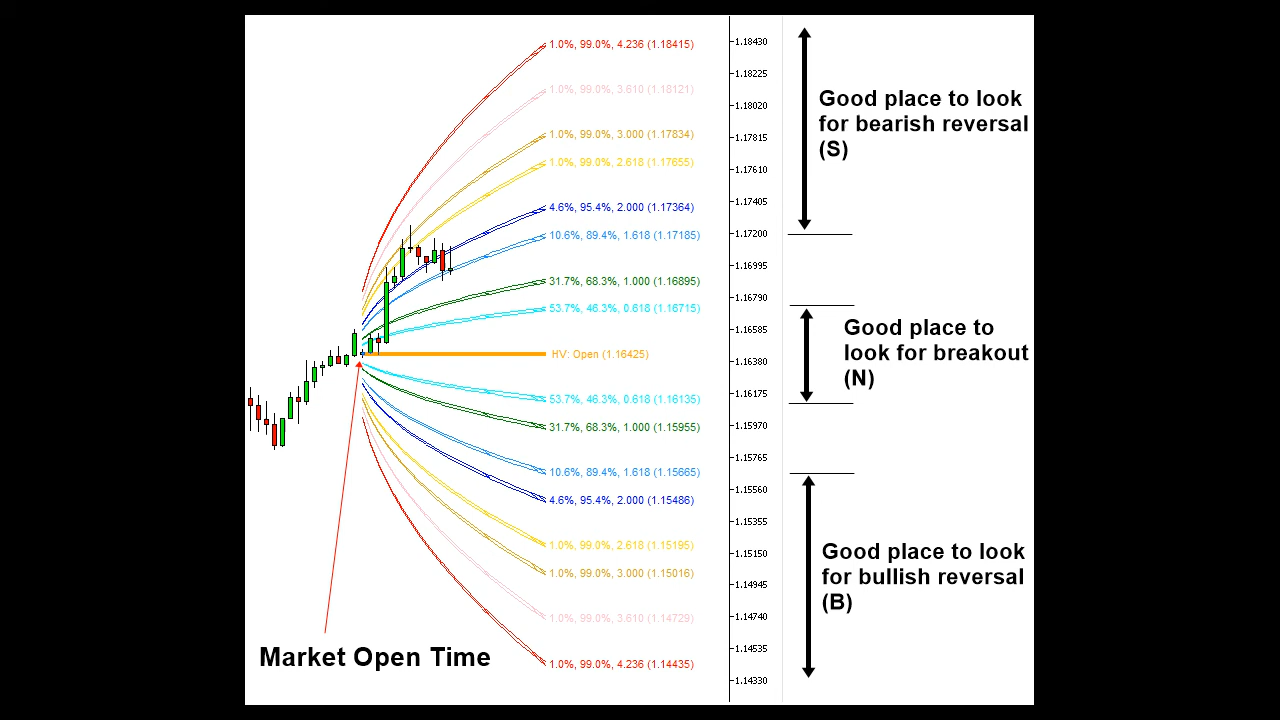 1.0%, 99.0%, 4.236 (1.18415)
1.0%, 99.0%, 3.610 (1.18121)
1.0%, 99.0%, 3.000 (1.17834)
1.0%, 99.0%, 2.618 (1.17655)
4.6%, 95.4%, 2.000 (1.17364)
10.6%, 89.4%, 1.618 (1.17185)
31.7%, 68.3%, 1.000 (1.16895)
53.7%, 46.3%, 0.618 (1.16715)
HV: Open (1.16425)
53.7%, 46.3%, 0.618 (1.16135)
31.7%, 68.3%, 1.000 (1.15955)
10.6%, 89.4%, 1.618 (1.15665)
4.6%, 95.4%, 2.000 (1.15486)
1.0%, 99.0%, 2.618 (1.15195)
1.0%, 99.0%, 3.000 (1.15016)
1.0%, 99.0%, 3.610 (1.14729)
1.0%, 99.0%, 4.236 (1.14435)
Market Open Time
1.18430
1.18225
1.18020
1.17815
1.17610
1.17405
1.17200
1.16995
1.16790
1.16585
1.16380
1.16175
1.15970
1.15765
1.15560
1.15355
1.15150
1.14945
1.14740
1.14535
1.14330
Good place to look
for bearish reversal
(S)
Good place to
look for breakout
(N)
Good place to look
for bullish reversal
(B)